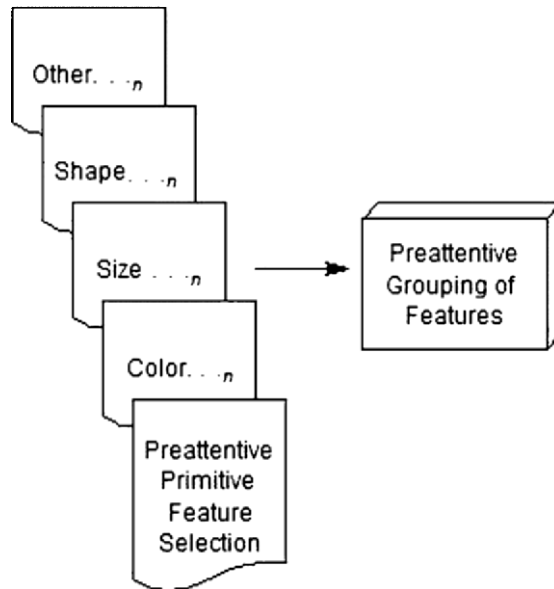 Other. . . .n
Shape. . . .n
Size . . . .n
Color. . . .n
Preattentive
Primitive
Feature
Selection
Preattentive
Grouping of
Features